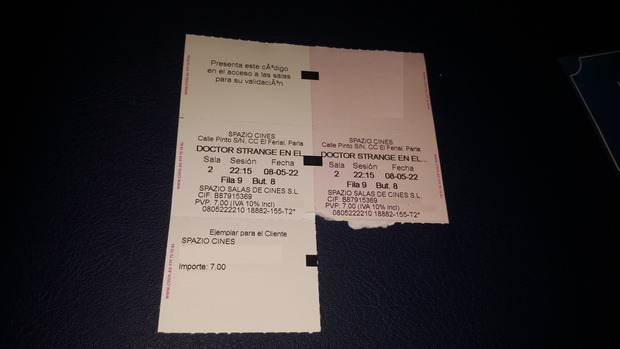 Presenta este cÃ³digo
en el acceso a las salas
para su validaciÃ³n
SPAZIO CINES
Calle Pinto S/N. CC El Ferial. Parla
DOCTOR STRANGE EN EL...
Sala Sesión Fecha
2 22:15 08-05-22
Fila 9 But. 8
SPAZIO SALAS DE CINES S.L.
CIF: B87915369
PVP: 7.00 (IVA 10% incl)
0805222210 18882-155-T2*
SPAZIO CINES
Calle Pinto S/N. CC El Ferial. Parla
DOCTOR STRANGE EN EL...
Sala Sesión Fecha
2 22:15 08-05-22
Fila 9 But. 8
SPAZIO SALAS DE CINES S.L.
CIF: B87915369
PVP: 7.00 (IVA 10% incl)
0805222210 18882-155-T2*
Ejemplar para el Cliente
SPAZIO CINES
Importe: 7.00